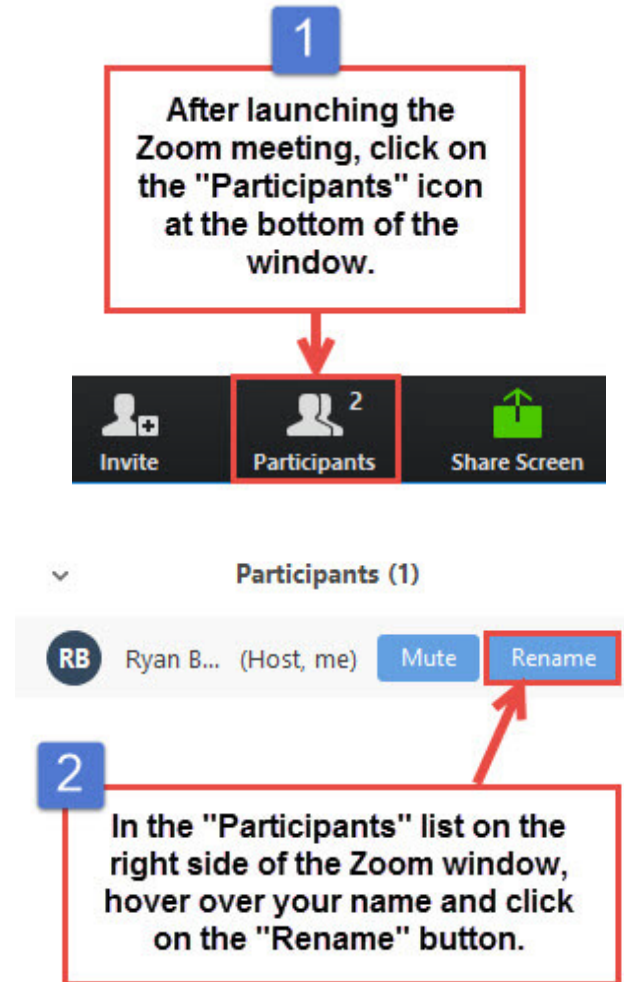 1
After launching the
Zoom meeting, click on
the "Participants" icon
at the bottom of the
window.
2
Invite Participants Share Screen
Participants (1)
RB Ryan B... (Host, me) Mute Rename
2
In the "Participants" list on the
right side of the Zoom window,
hover over your name and click
on the "Rename" button.